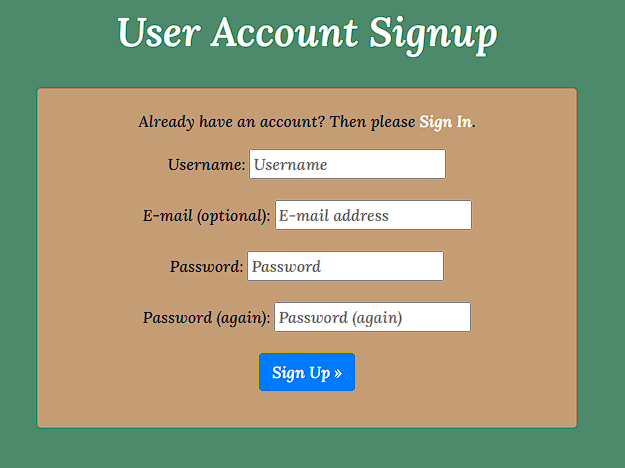 User Account Signup
Already have an account? Then please Sign In.
Username: Username
E-mail (optional): E-mail address
Password: Password
Password (again): Password (again)
Sign Up »